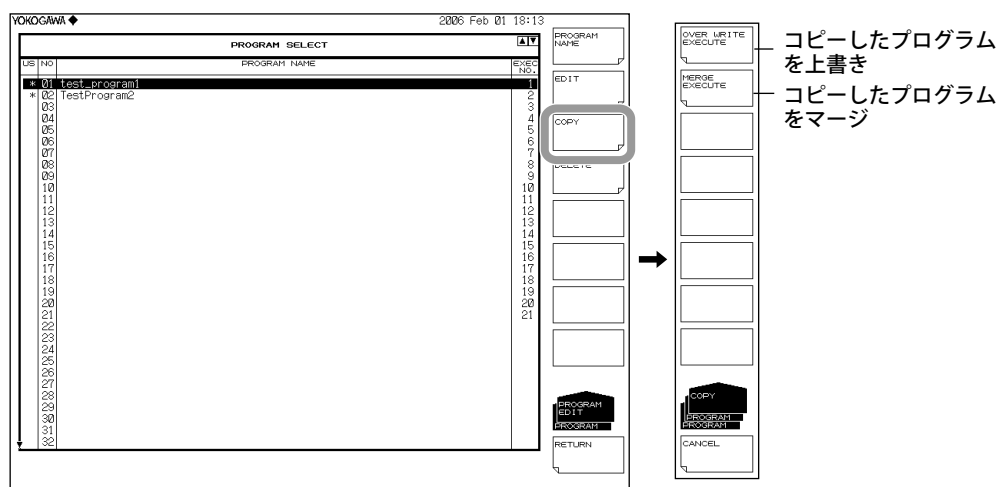 YOKOGAWA ◆ 2006 Feb 01 18:13
PROGRAM SELECT ▲▼
US NO PROGRAM NAME EXEC NO.
* 01 test_program1 1
* 02 TestProgram2 2
03 3
04 4
05 5
06 6
07 7
08 8
09 9
10 10
11 11
12 12
13 13
14 14
15 15
16 16
17 17
18 18
19 19
20 20
21 21
22
23
24
25
26
27
28
29
30
31
32
PROGRAM
NAME
EDIT
COPY
DELETE
PROGRAM
EDIT
PROGRAM
RETURN
OVER WRITE
EXECUTE
MERGE
EXECUTE
COPY
PROGRAM
PROGRAM
CANCEL
コピーしたプログラム
を上書き
コピーしたプログラム
をマージ